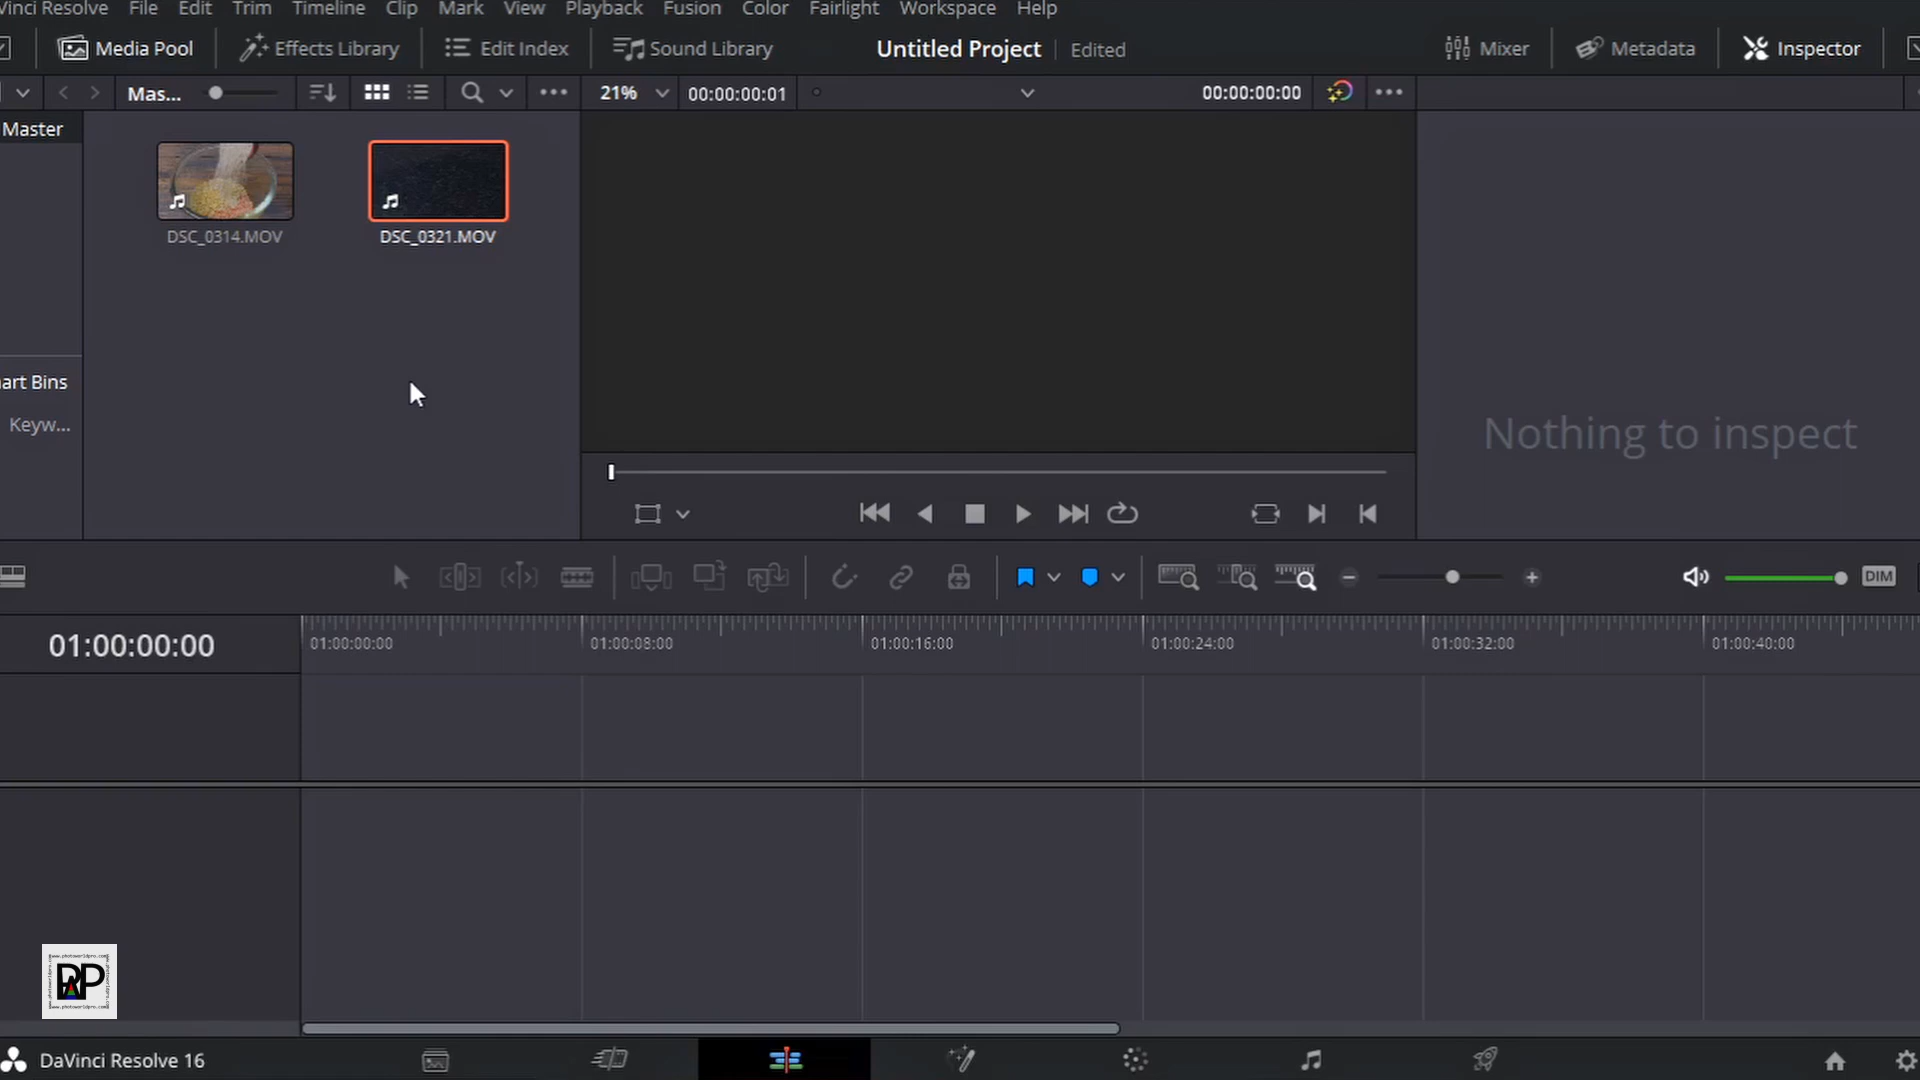 Vinci Resolve File Edit Trim Timeline Clip Mark View Playback Fusion Color Fairlight Workspace Help
Media Pool Effects Library Edit Index Sound Library Untitled Project Edited Mixer Metadata Inspector
Mas... 21% 00:00:00:01 00:00:00:00
Master
DSC_0314.MOV DSC_0321.MOV
art Bins
Keyw...
Nothing to inspect
DIM
01:00:00:00 01:00:00:00 01:00:08:00 01:00:16:00 01:00:24:00 01:00:32:00 01:00:40:00
DaVinci Resolve 16